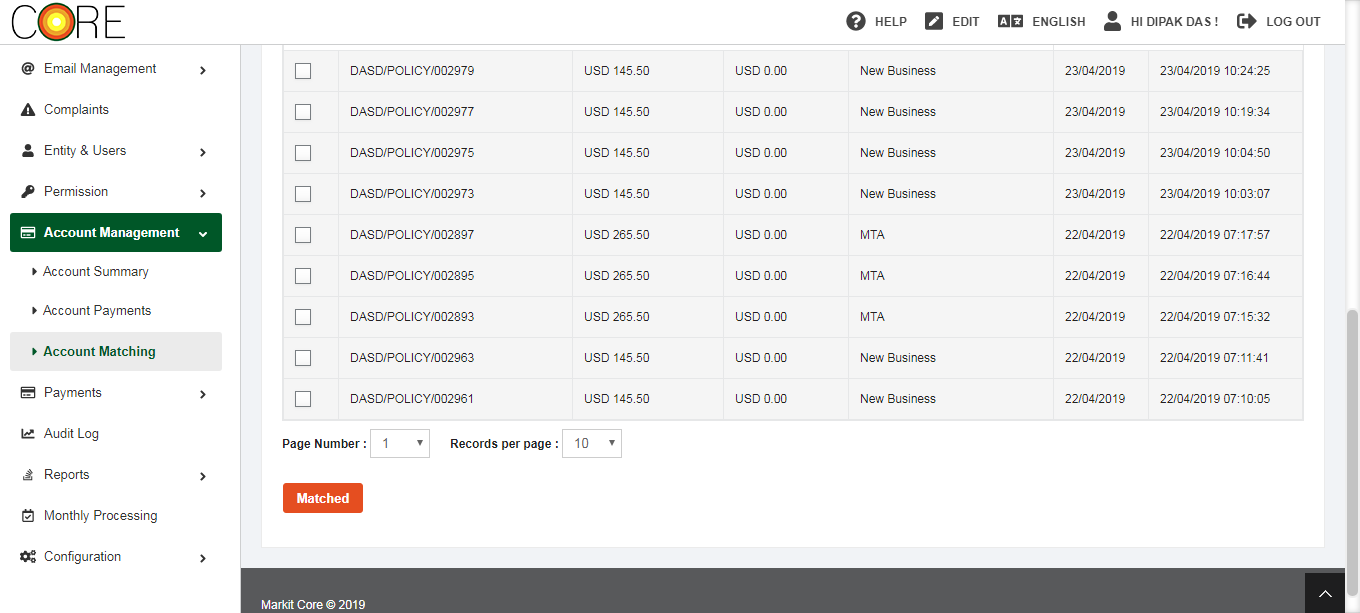 CORE
HELP EDIT ENGLISH HI DIPAK DAS ! LOG OUT
Email Management
Complaints
Entity & Users
Permission
Account Management
Account Summary
Account Payments
Account Matching
Payments
Audit Log
Reports
Monthly Processing
Configuration
DASD/POLICY/002979 USD 145.50 USD 0.00 New Business 23/04/2019 23/04/2019 10:24:25
DASD/POLICY/002977 USD 145.50 USD 0.00 New Business 23/04/2019 23/04/2019 10:19:34
DASD/POLICY/002975 USD 145.50 USD 0.00 New Business 23/04/2019 23/04/2019 10:04:50
DASD/POLICY/002973 USD 145.50 USD 0.00 New Business 23/04/2019 23/04/2019 10:03:07
DASD/POLICY/002897 USD 265.50 USD 0.00 MTA 22/04/2019 22/04/2019 07:17:57
DASD/POLICY/002895 USD 265.50 USD 0.00 MTA 22/04/2019 22/04/2019 07:16:44
DASD/POLICY/002893 USD 265.50 USD 0.00 MTA 22/04/2019 22/04/2019 07:15:32
DASD/POLICY/002963 USD 145.50 USD 0.00 New Business 22/04/2019 22/04/2019 07:11:41
DASD/POLICY/002961 USD 145.50 USD 0.00 New Business 22/04/2019 22/04/2019 07:10:05
Page Number : 1 Records per page : 10
Matched
Markit Core © 2019